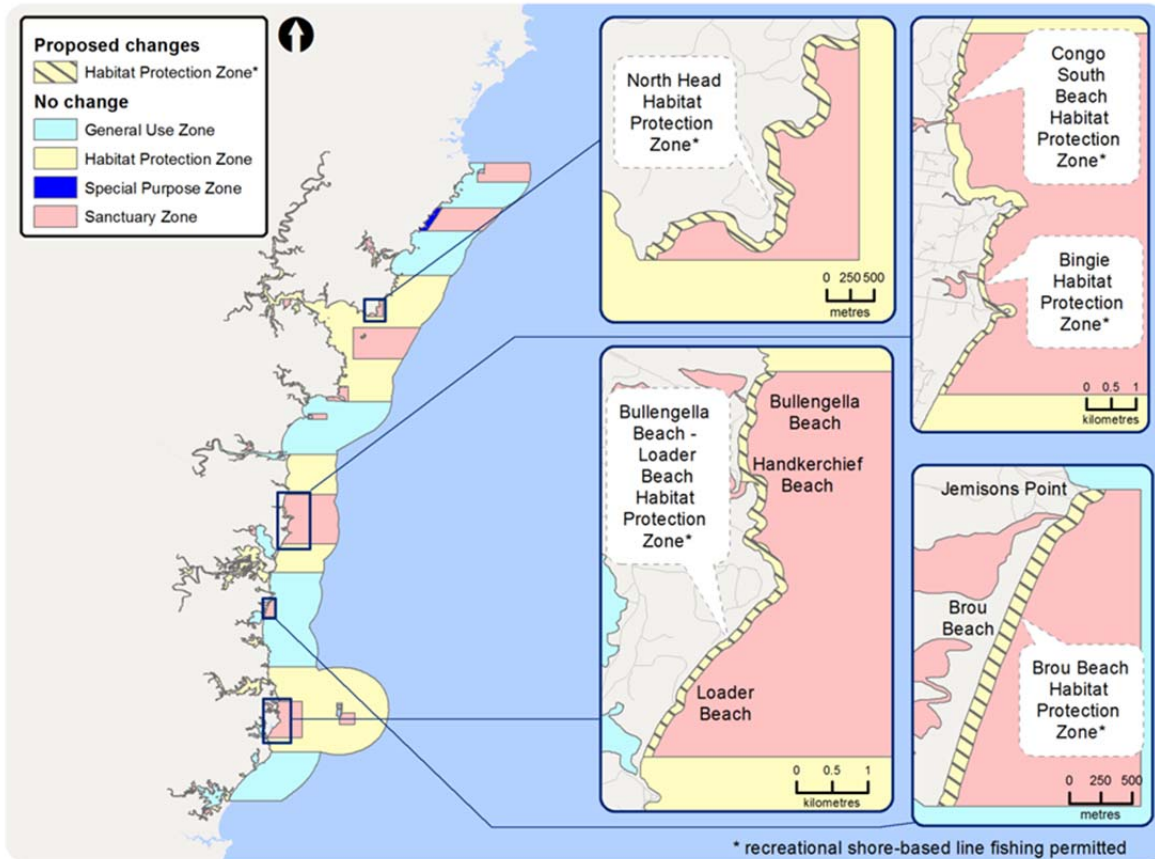 Proposed changes
Habitat Protection Zone*
No change
General Use Zone
Habitat Protection Zone
Special Purpose Zone
Sanctuary Zone
North Head
Habitat
Protection
Zone*
0 250 500
metres
Congo
South
Beach
Habitat
Protection
Zone*
Bingie
Habitat
Protection
Zone*
0 0.5 1
kilometres
Bullengella
Beach -
Loader
Beach
Habitat
Protection
Zone*
Bullengella
Beach
Handkerchief
Beach
Loader
Beach
0 0.5 1
kilometres
Jemisons Point
Brou
Beach
Brou Beach
Habitat
Protection
Zone*
0 250 500
metres
* recreational shore-based line fishing permitted